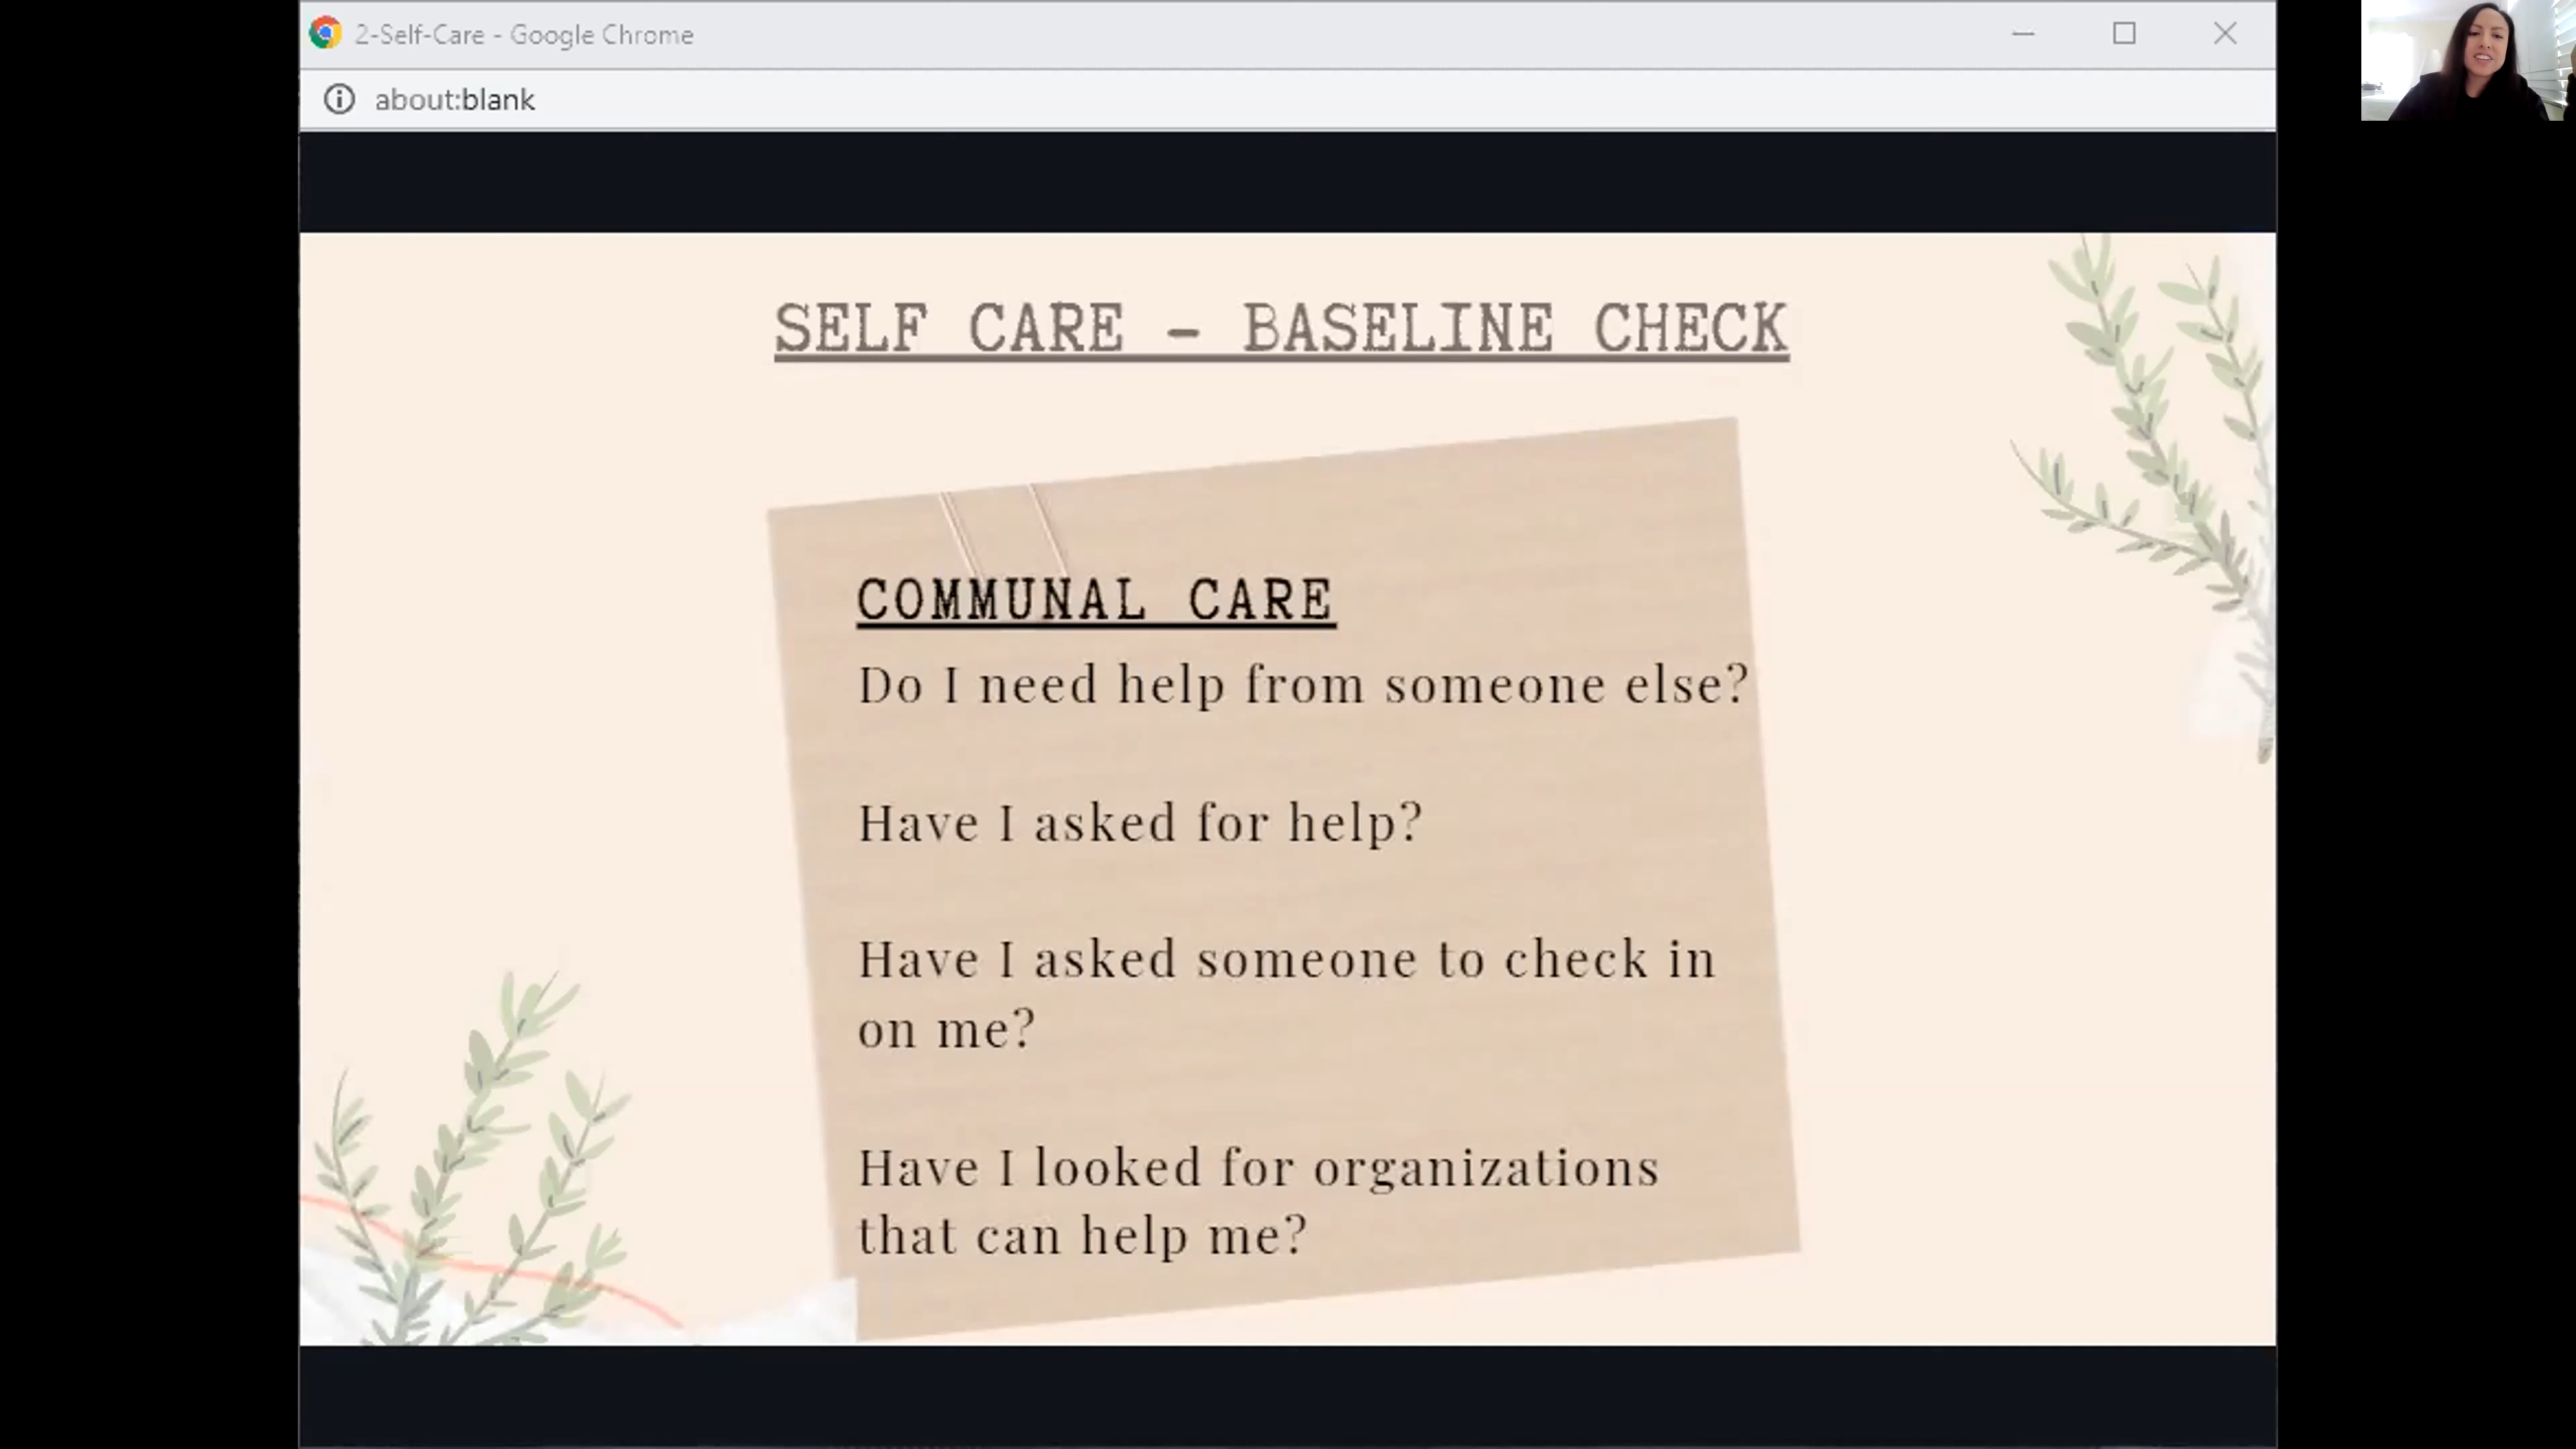 2-Self-Care - Google Chrome
about:blank
SELF CARE - BASELINE CHECK
COMMUNAL CARE
Do I need help from someone else?
Have I asked for help?
Have I asked someone to check in
on me?
Have I looked for organizations
that can help me?